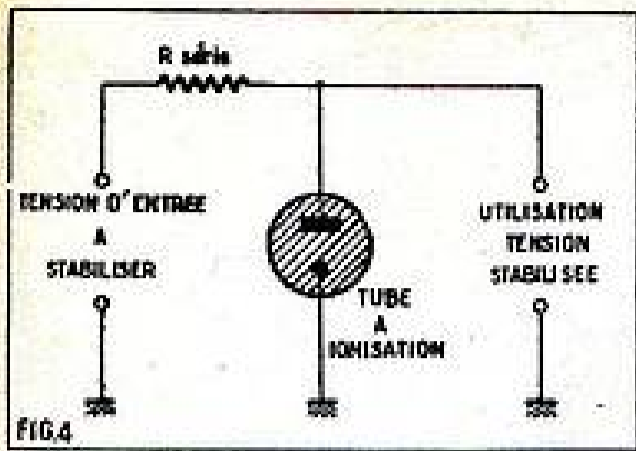 R série
TENSION D'ENTREE
A
STABILISER
UTILISATION
TENSION
STABILISEE
TUBE
A
IONISATION
FIG.4